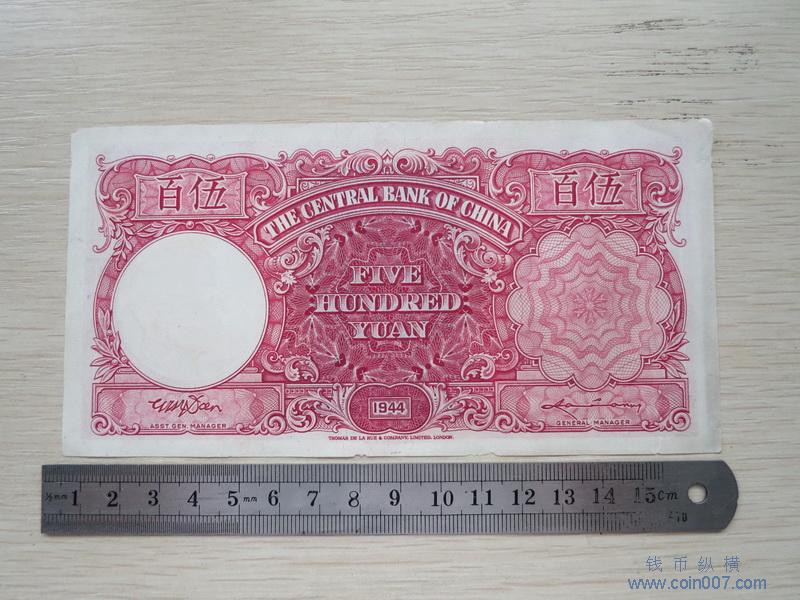 百伍
百伍
THE CENTRAL BANK OF CHINA
FIVE
HUNDRED
YUAN
1944
ASST GEN. MANAGER
GENERAL MANAGER
THOMAS DE LA RUE & COMPANY, LIMITED, LONDON.
½mm 1 2 3 4 5 mm 6 7 8 9 10 11 12 13 14 15 cm
钱币纵横
www.coin007.com